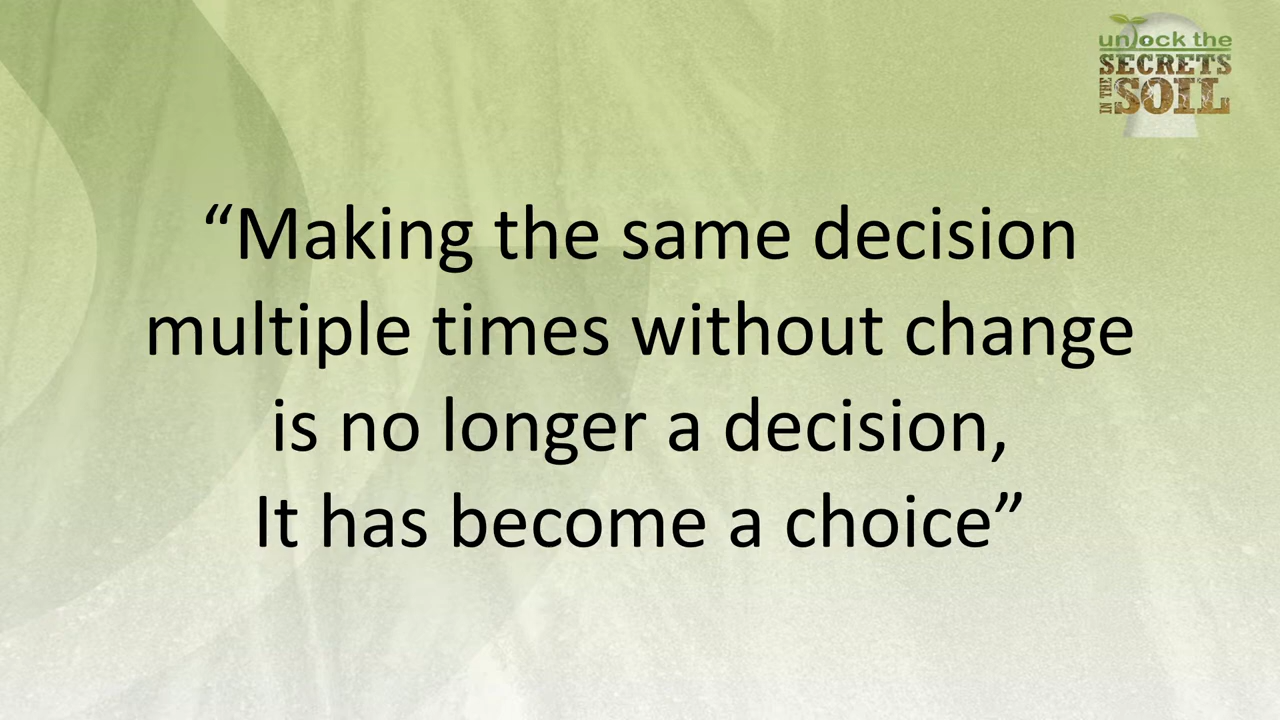 unlock the
SECRETS
IN THE
SOIL
“Making the same decision
multiple times without change
is no longer a decision,
It has become a choice”